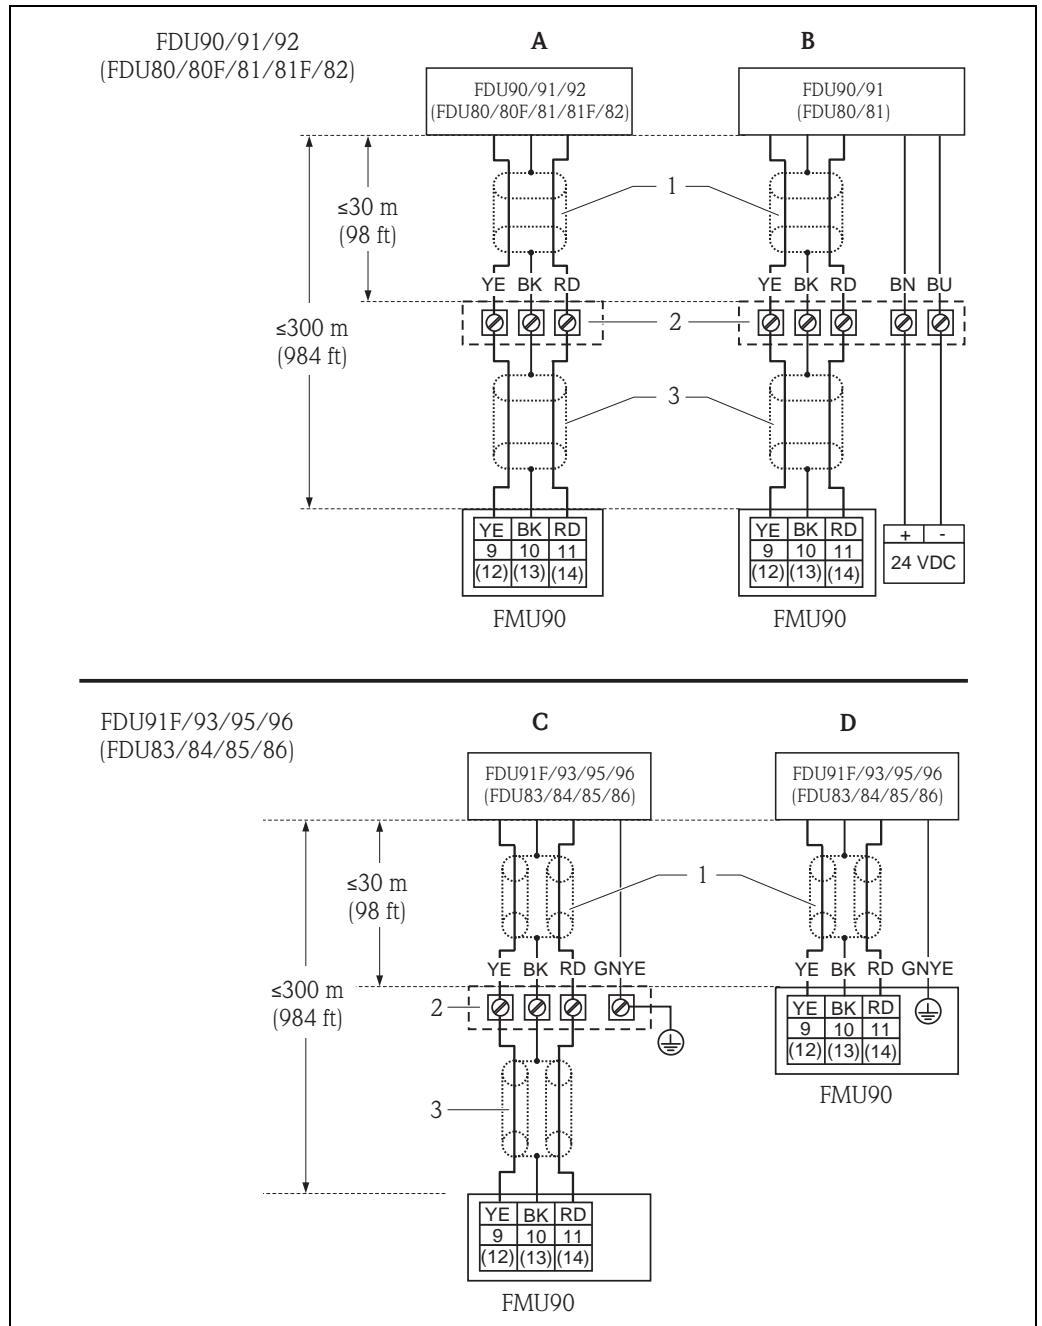 FDU90/91/92
(FDU80/80F/81/81F/82)
A
B
FDU90/91/92
(FDU80/80F/81/81F/82)
FDU90/91
(FDU80/81)
≤30 m
(98 ft)
1
YE BK RD
YE BK RD BN BU
≤300 m
(984 ft)
2
3
YE BK RD
9 10 11
(12) (13) (14)
FMU90
YE BK RD
9 10 11
(12) (13) (14)
FMU90
+ -
24 VDC
FDU91F/93/95/96
(FDU83/84/85/86)
C
D
FDU91F/93/95/96
(FDU83/84/85/86)
FDU91F/93/95/96
(FDU83/84/85/86)
≤30 m
(98 ft)
1
YE BK RD GNYE
YE BK RD GNYE
≤300 m
(984 ft)
2
YE BK RD
9 10 11
(12) (13) (14)
FMU90
3
YE BK RD
9 10 11
(12) (13) (14)
FMU90